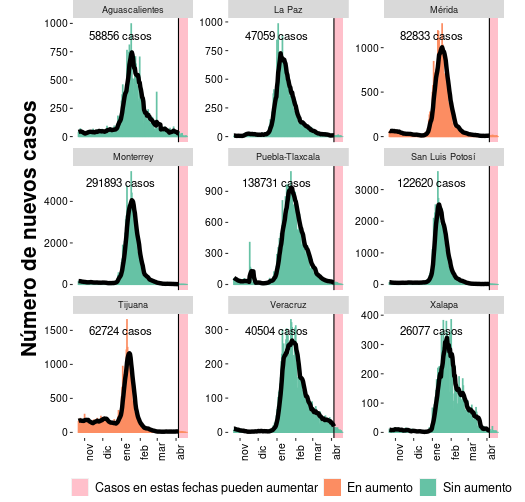 Número de nuevos casos
Aguascalientes
La Paz
Mérida
58856 casos
47059 casos
82833 casos
1000
750
500
250
0
1000
750
500
250
0
1000
500
0
Monterrey
Puebla-Tlaxcala
San Luis Potosí
291893 casos
138731 casos
122620 casos
4000
2000
0
900
600
300
0
3000
2000
1000
0
Tijuana
Veracruz
Xalapa
62724 casos
40504 casos
26077 casos
1500
1000
500
0
300
200
100
0
400
300
200
100
0
nov dic ene feb mar abr
nov dic ene feb mar abr
nov dic ene feb mar abr
Casos en estas fechas pueden aumentar En aumento Sin aumento